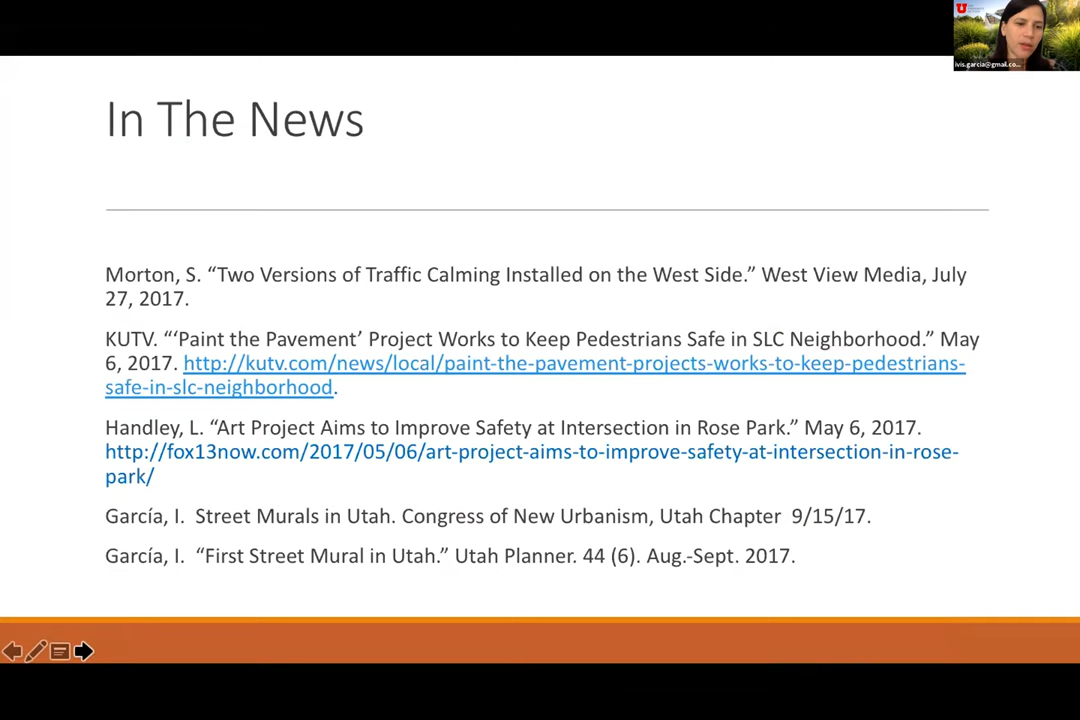 U
ivis.garcia@gmail.co...
In The News
Morton, S. “Two Versions of Traffic Calming Installed on the West Side.” West View Media, July
27, 2017.
KUTV. “‘Paint the Pavement’ Project Works to Keep Pedestrians Safe in SLC Neighborhood.” May
6, 2017. http://kutv.com/news/local/paint-the-pavement-projects-works-to-keep-pedestrians-
safe-in-slc-neighborhood.
Handley, L. “Art Project Aims to Improve Safety at Intersection in Rose Park.” May 6, 2017.
http://fox13now.com/2017/05/06/art-project-aims-to-improve-safety-at-intersection-in-rose-
park/
García, I.  Street Murals in Utah. Congress of New Urbanism, Utah Chapter  9/15/17.
García, I.  “First Street Mural in Utah.” Utah Planner. 44 (6). Aug.-Sept. 2017.